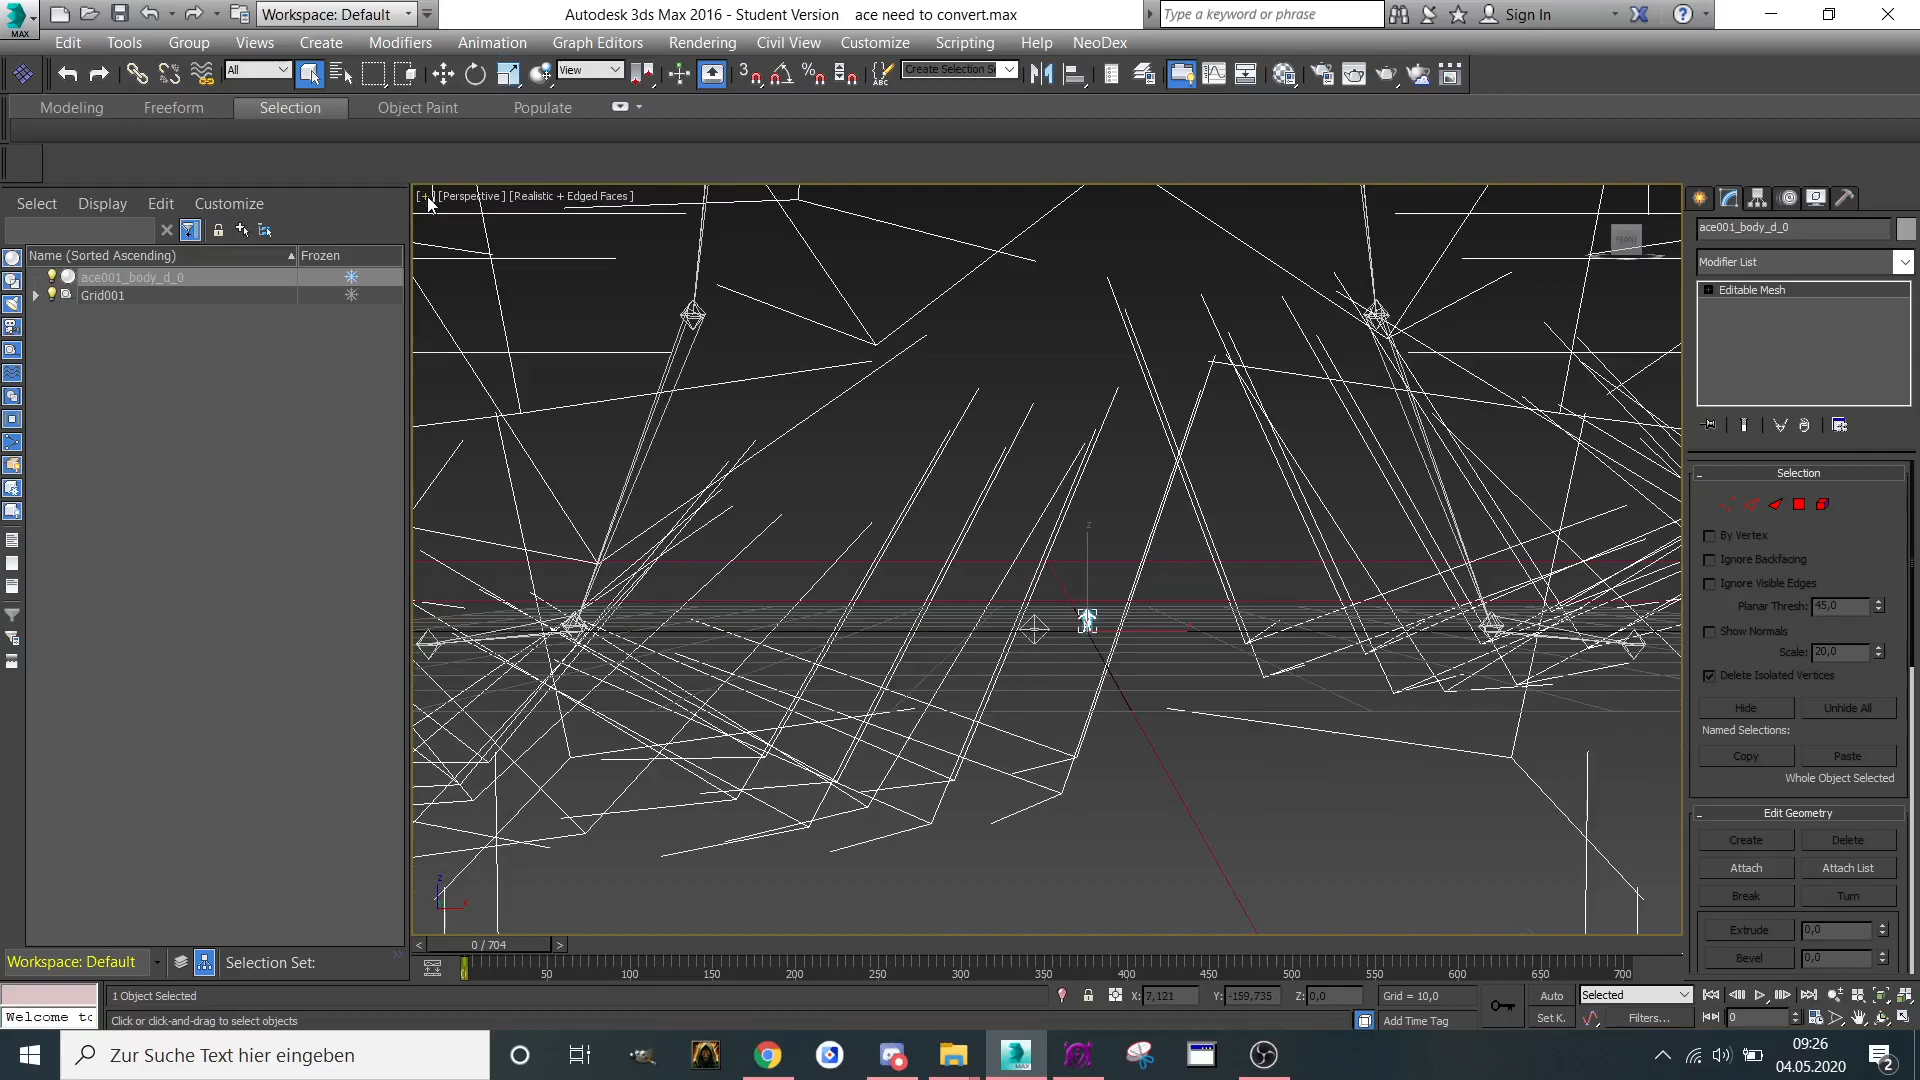 Workspace: Default
Autodesk 3ds Max 2016 - Student Version    ace need to convert.max
Type a keyword or phrase
Sign In
MAX
Edit Tools Group Views Create Modifiers Animation Graph Editors Rendering Civil View Customize Scripting Help NeoDex
All
View
Create Selection S
Modeling Freeform Selection Object Paint Populate
Select Display Edit Customize
[+] [Perspective] [Realistic + Edged Faces]
Name (Sorted Ascending) Frozen
ace001_body_d_0
Grid001
FRONT
z
z
x
ace001_body_d_0
Modifier List
Editable Mesh
Selection
By Vertex
Ignore Backfacing
Ignore Visible Edges
Planar Thresh: 45,0
Show Normals
Scale: 20,0
Delete Isolated Vertices
Hide Unhide All
Named Selections:
Copy Paste
Whole Object Selected
Edit Geometry
Create Delete
Attach Attach List
Break Turn
Extrude 0,0
Bevel 0,0
< 0 / 704 >
Workspace: Default Selection Set:
0 50 100 150 200 250 300 350 400 450 500 550 600 650 700
1 Object Selected
X: 7,121 Y: -159,735 Z: 0,0 Grid = 10,0
Auto Selected
Welcome to
Click or click-and-drag to select objects
Add Time Tag
Set K. Filters... 0
Zur Suche Text hier eingeben
MAX
09:26
04.05.2020
2